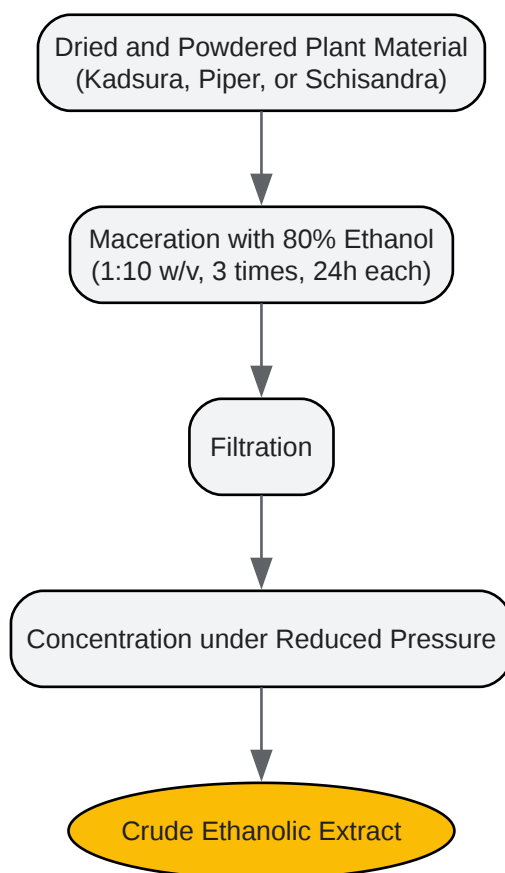 Dried and Powdered Plant Material
(Kadsura, Piper, or Schisandra)
Maceration with 80% Ethanol
(1:10 w/v, 3 times, 24h each)
Filtration
Concentration under Reduced Pressure
Crude Ethanolic Extract